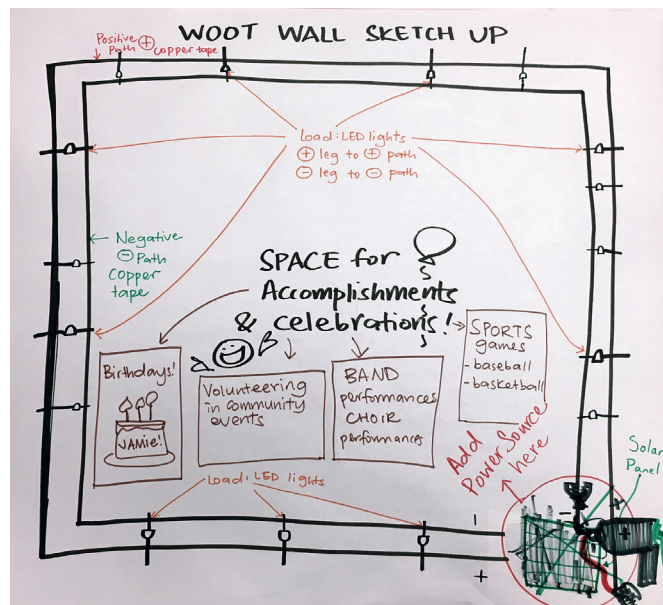 WOOT WALL SKETCH UP
Positive
Path + copper tape
Load: LED lights
+ leg to + path
- leg to - path
Negative
- Path
copper
tape
SPACE for
Accomplishments
& celebrations!
Birthdays!
JAMIE!
Volunteering
in community
events
BAND
performances
CHOIR
performances
SPORTS
games
- baseball
- basketball
Add
Power Source
here
Solar
Panel
Load: LED lights
-
+
+
+